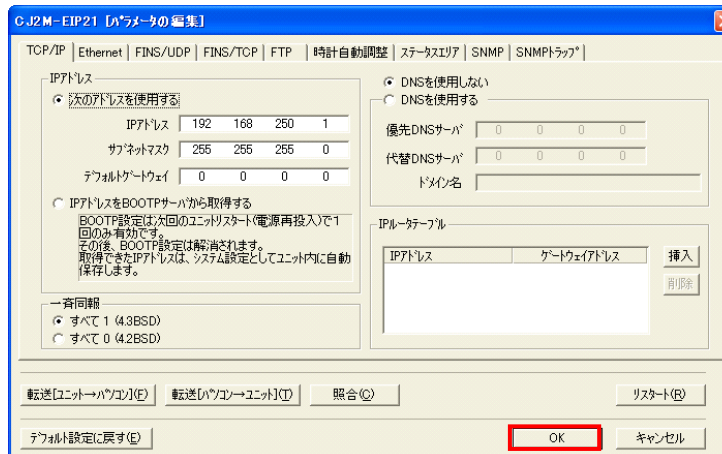 CJ2M-EIP21 [ﾊﾟﾗﾒｰﾀの編集]
TCP/IP Ethernet FINS/UDP FINS/TCP FTP 時計自動調整 ｽﾃｰﾀｽｴﾘｱ SNMP SNMPﾄﾗｯﾌﾟ
IPｱﾄﾞﾚｽ
次のｱﾄﾞﾚｽを使用する
IPｱﾄﾞﾚｽ 192 168 250 1
ｻﾌﾞﾈｯﾄﾏｽｸ 255 255 255 0
ﾃﾞﾌｫﾙﾄｹﾞｰﾄｳｪｲ 0 0 0 0
IPｱﾄﾞﾚｽをBOOTPｻｰﾊﾞから取得する
BOOTP設定は次回のﾕﾆｯﾄﾘｽﾀｰﾄ(電源再投入)で1
回のみ有効です。
その後、BOOTP設定は解消されます。
取得できたIPｱﾄﾞﾚｽは、ｼｽﾃﾑ設定としてﾕﾆｯﾄ内に自動
保存します。
一斉同報
すべて 1 (4.3BSD)
すべて 0 (4.2BSD)
DNSを使用しない
DNSを使用する
優先DNSｻｰﾊﾞ 0 0 0 0
代替DNSｻｰﾊﾞ 0 0 0 0
ﾄﾞﾒｲﾝ名
IPﾙｰﾀﾃｰﾌﾞﾙ
IPｱﾄﾞﾚｽ ｹﾞｰﾄｳｪｲｱﾄﾞﾚｽ
挿入
削除
転送[ﾕﾆｯﾄ→ﾊﾟｿｺﾝ](F) 転送[ﾊﾟｿｺﾝ→ﾕﾆｯﾄ](T) 照合(C) ﾘｽﾀｰﾄ(R)
ﾃﾞﾌｫﾙﾄ設定に戻す(E) OK ｷｬﾝｾﾙ